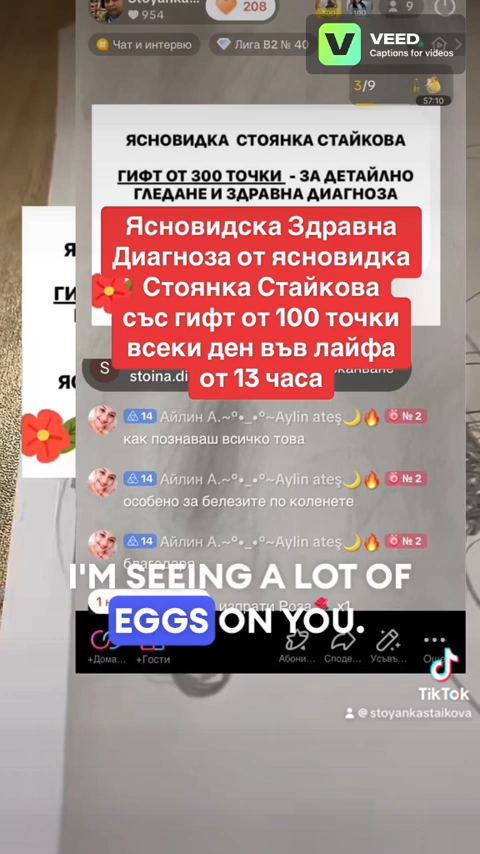 Stoyanka...
954
208
9
Чат и интервю
Лига B2 № 40
VEED
Captions for videos
3/9
57:10
ЯСНОВИДКА СТОЯНКА СТАЙКОВА
ГИФТ ОТ 300 ТОЧКИ - ЗА ДЕТАЙЛНО
ГЛЕДАНЕ И ЗДРАВНА ДИАГНОЗА
Ясновидска Здравна
Диагноза от ясновидка
Стоянка Стайкова
със гифт от 100 точки
всеки ден във лайфа
от 13 часа
S
stoina.di
14 Айлин А.~°•_•°~Aylin ateş🌙🔥 № 2
как познаваш всичко това
14 Айлин А.~°•_•°~Aylin ateş🌙🔥 № 2
особено за белезите по коленете
14 Айлин А.~°•_•°~Aylin ateş🌙🔥 № 2
благодаря
изпрати Роза🌹 x1
I'M SEEING A LOT OF
EGGS ON YOU.
+Дома... +Гости Абони... Споде... Усъвъ... Още
TikTok
@stoyankastaikova